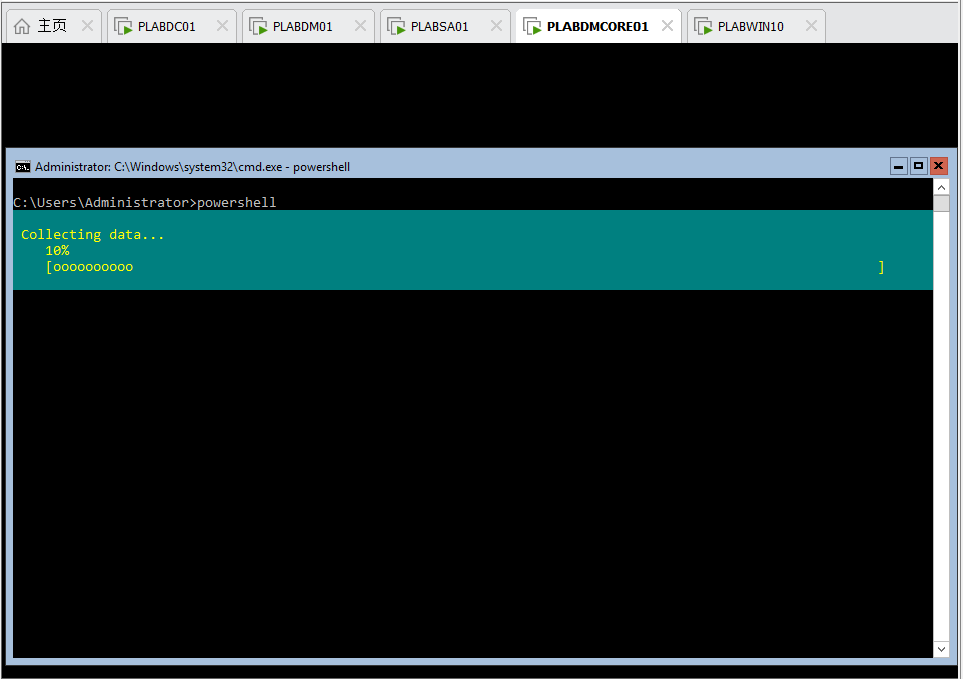 主页 PLABDC01 PLABDM01 PLABSA01 PLABDMCORE01 PLABWIN10
Administrator: C:\Windows\system32\cmd.exe - powershell
C:\Users\Administrator>powershell
Collecting data...
10%
[oooooooooo ]